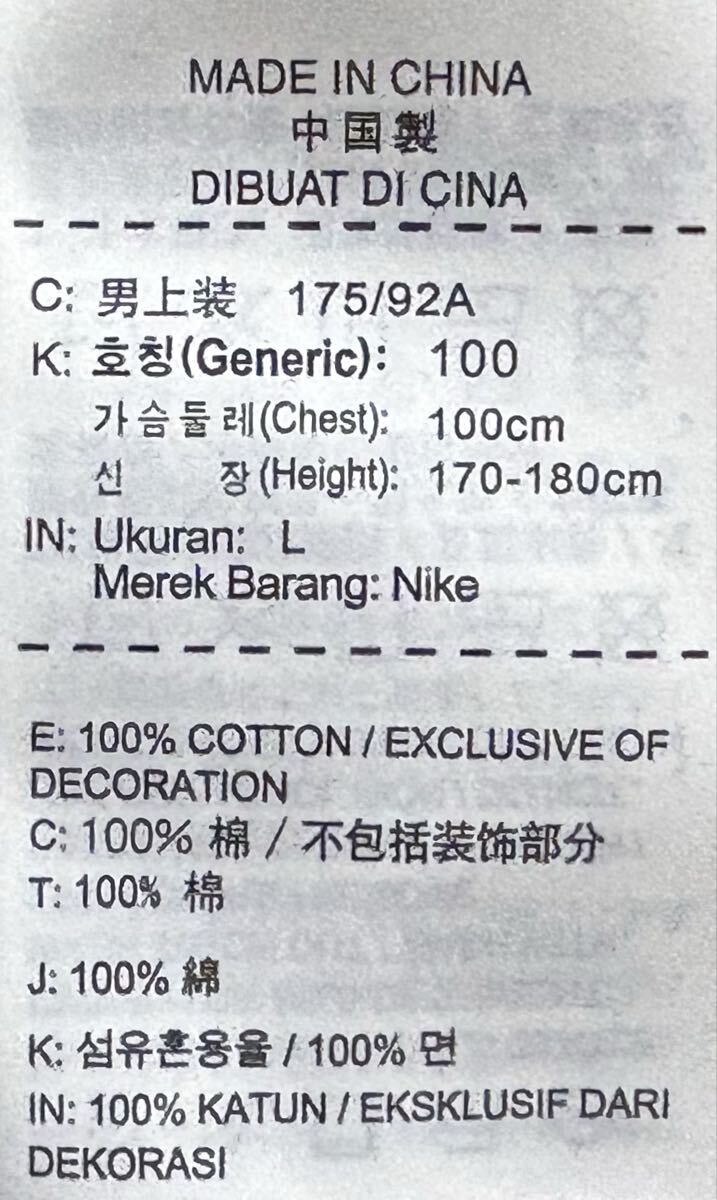 MADE IN CHINA
中国製
DIBUAT DI CINA
C: 男上装 175/92A
K: 호칭(Generic): 100
가슴둘레(Chest): 100cm
신 장(Height): 170-180cm
IN: Ukuran: L
Merek Barang: Nike
E: 100% COTTON / EXCLUSIVE OF
DECORATION
C: 100% 棉 / 不包括装饰部分
T: 100% 棉
J: 100% 綿
K: 섬유혼용율 / 100% 면
IN: 100% KATUN / EKSKLUSIF DARI
DEKORASI